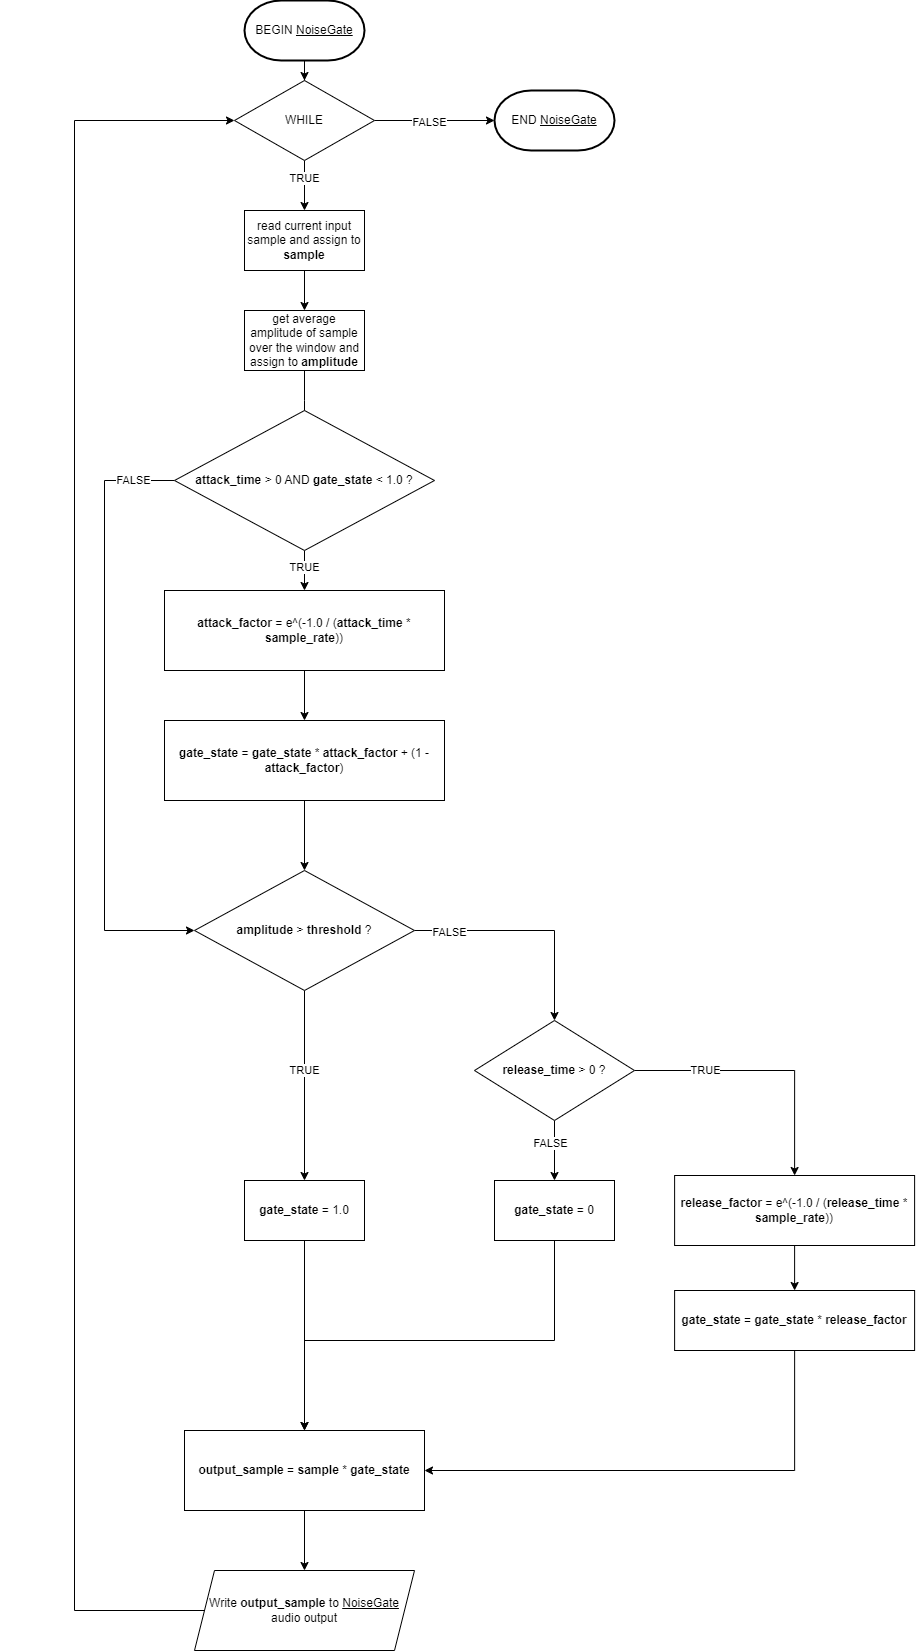 BEGIN NoiseGate
WHILE
FALSE
END NoiseGate
TRUE
read current input
sample and assign to
sample
get average
amplitude of sample
over the window and
assign to amplitude
FALSE
attack_time > 0 AND gate_state < 1.0 ?
TRUE
attack_factor = e^(-1.0 / (attack_time *
sample_rate))
gate_state = gate_state * attack_factor + (1 -
attack_factor)
amplitude > threshold ?
FALSE
TRUE
release_time > 0 ?
TRUE
FALSE
gate_state = 1.0
gate_state = 0
release_factor = e^(-1.0 / (release_time *
sample_rate))
gate_state = gate_state * release_factor
output_sample = sample * gate_state
Write output_sample to NoiseGate
audio output